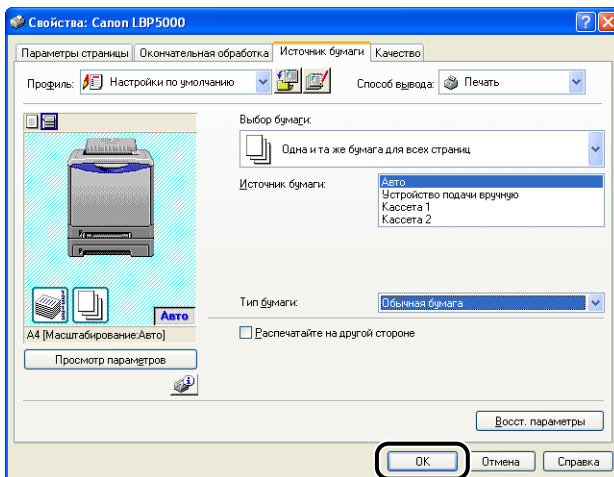 Свойства: Canon LBP5000
Параметры страницы Окончательная обработка Источник бумаги Качество
Профиль: Настройки по умолчанию Способ вывода: Печать
Выбор бумаги:
Одна и та же бумага для всех страниц
Источник бумаги: Авто
Устройство подачи вручную
Кассета 1
Кассета 2
Авто
Тип бумаги: Обычная бумага
A4 [Масштабирование:Авто]
Распечатайте на другой стороне
Просмотр параметров
Восст. параметры
OK Отмена Справка